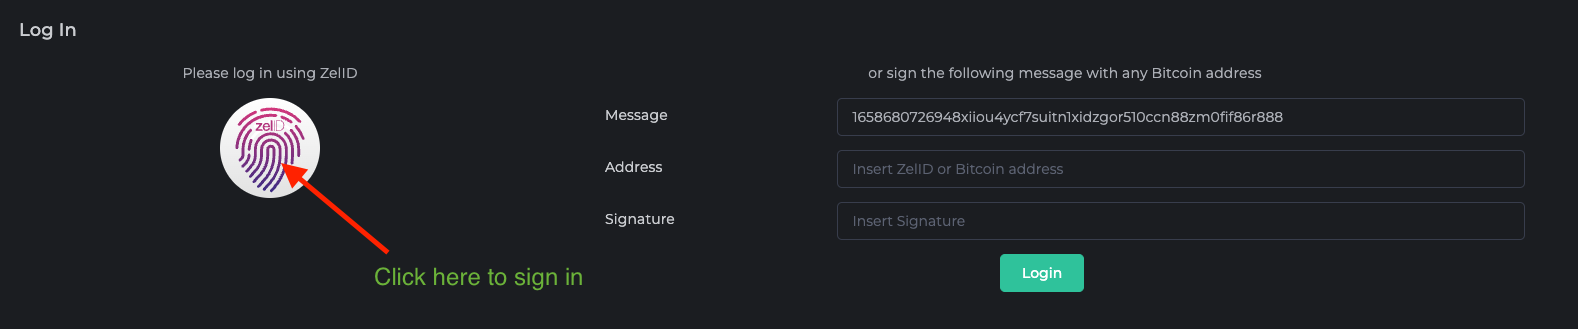 Log In
Please log in using ZelID
or sign the following message with any Bitcoin address
zelID
Message
1658680726948xiiou4ycf7suitn1xidzgor510ccn88zm0fif86r888
Address
Insert ZelID or Bitcoin address
Signature
Insert Signature
Click here to sign in
Login